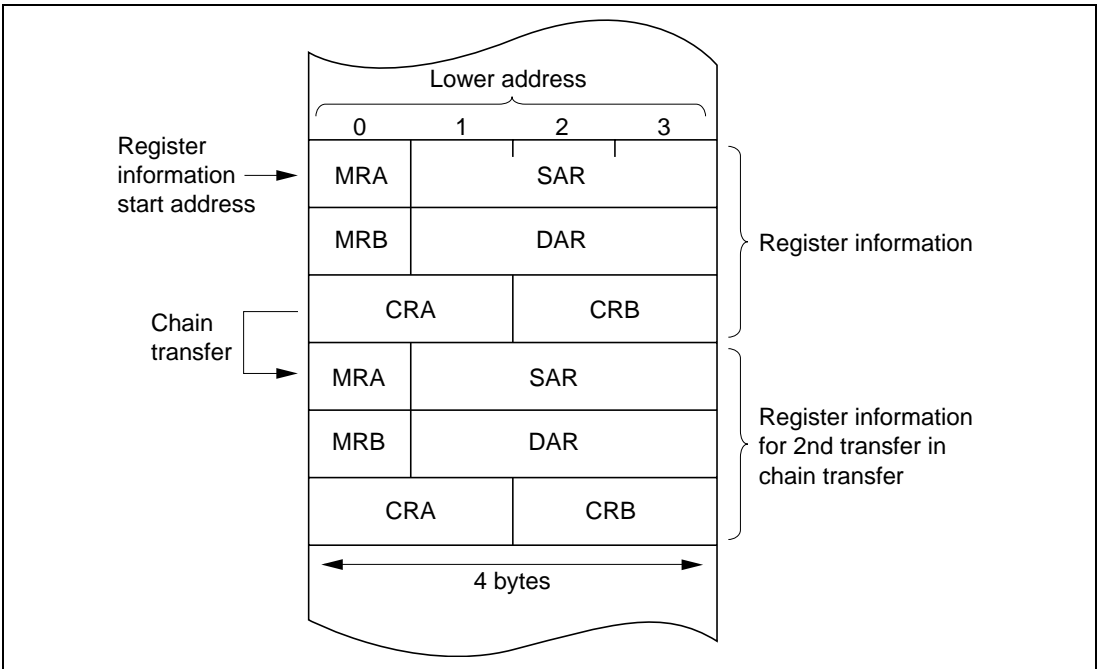 Lower address
0 1 2 3
Register
information
start address
MRA SAR
MRB DAR
Register information
CRA CRB
Chain
transfer
MRA SAR
MRB DAR
Register information
for 2nd transfer in
chain transfer
CRA CRB
4 bytes